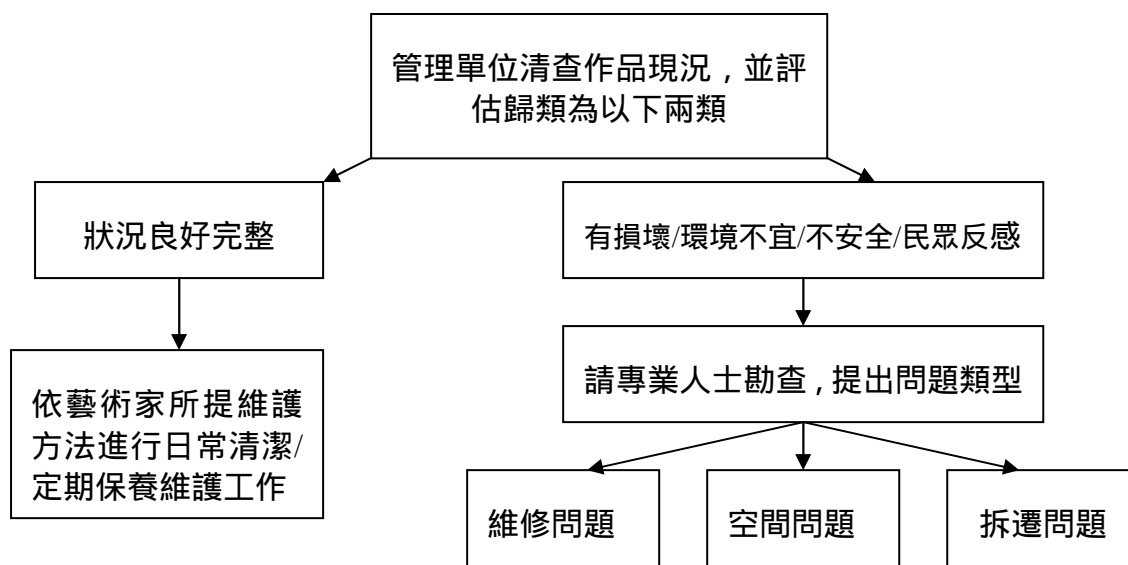 管理單位清查作品現況，並評
估歸類為以下兩類
狀況良好完整
有損壞/環境不宜/不安全/民眾反感
依藝術家所提維護
方法進行日常清潔/
定期保養維護工作
請專業人士勘查，提出問題類型
維修問題
空間問題
拆遷問題